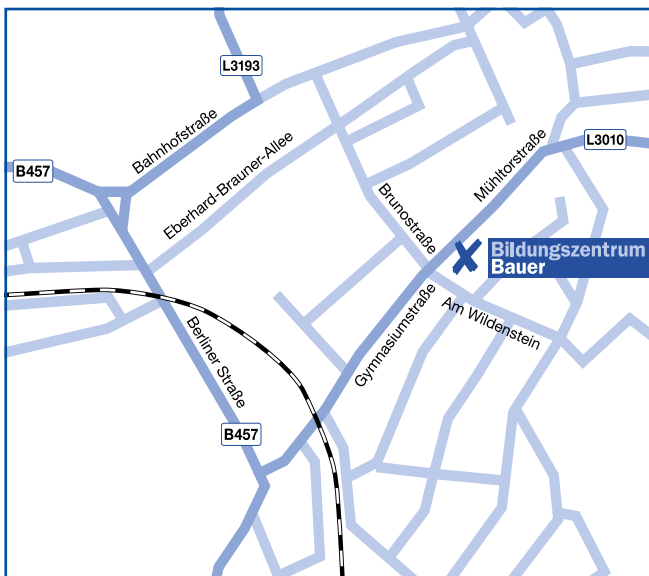 L3193
Bahnhofstraße
L3010
Mühltorstraße
B457
Eberhard-Brauner-Allee
Brunostraße
Bildungszentrum
Bauer
Am Wildenstein
Gymnasiumstraße
Berliner Straße
B457